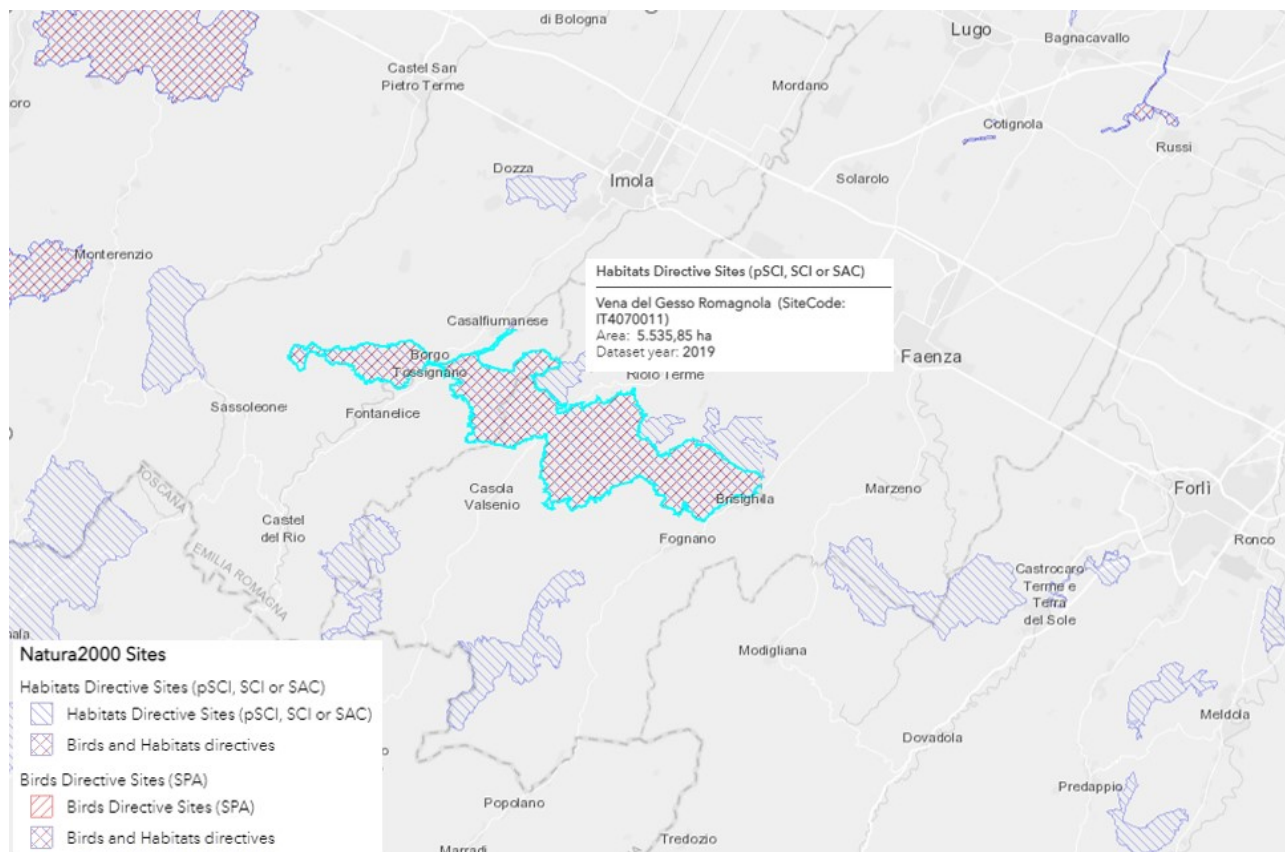 di Bologna
Lugo
Bagnacavallo
Castel San
Pietro Terme
Mordano
Cotignola
Russi
Dozza
Imola
Solarolo
Monterenzio
Habitats Directive Sites (pSCI, SCI or SAC)
Vena del Gesso Romagnola (SiteCode:
IT4070011)
Area: 5.535,85 ha
Dataset year: 2019
Casalfiumanese
Borgo
Tossignano
Riolo Terme
Faenza
Sassoleone
Fontanelice
Casola
Valsenio
Brisighlla
Marzeno
Forlì
TOSCANA
EMILIA ROMAGNA
Castel
del Rio
Fognano
Ronco
Castrocaro
Terme e
Terra
del Sole
Modigliana
Meldola
Dovadola
Predappio
Popolano
Tredozio
Marradi
Natura2000 Sites
Habitats Directive Sites (pSCI, SCI or SAC)
Habitats Directive Sites (pSCI, SCI or SAC)
Birds and Habitats directives
Birds Directive Sites (SPA)
Birds Directive Sites (SPA)
Birds and Habitats directives